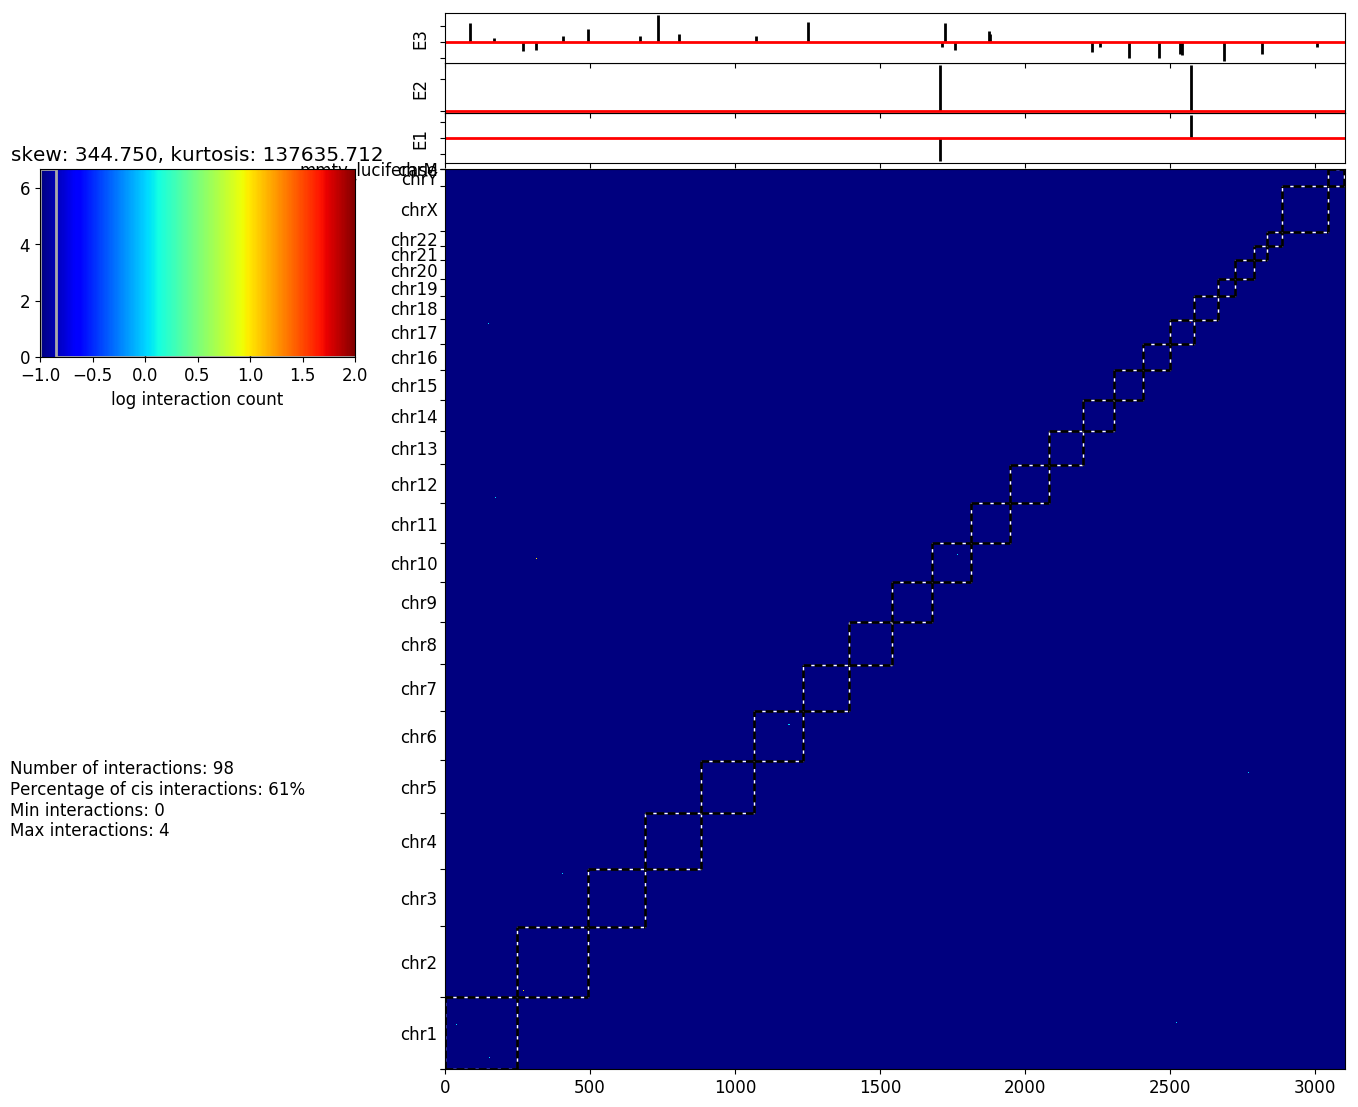 E3
E2
E1
skew: 344.750, kurtosis: 137635.712
chrM
chrY
chrX
chr22
chr21
chr20
chr19
chr18
chr17
chr16
chr15
chr14
chr13
chr12
chr11
chr10
chr9
chr8
chr7
chr6
chr5
chr4
chr3
chr2
chr1
6
4
2
0
−1.0 −0.5 0.0 0.5 1.0 1.5 2.0
log interaction count
Number of interactions: 98
Percentage of cis interactions: 61%
Min interactions: 0
Max interactions: 4
0 500 1000 1500 2000 2500 3000